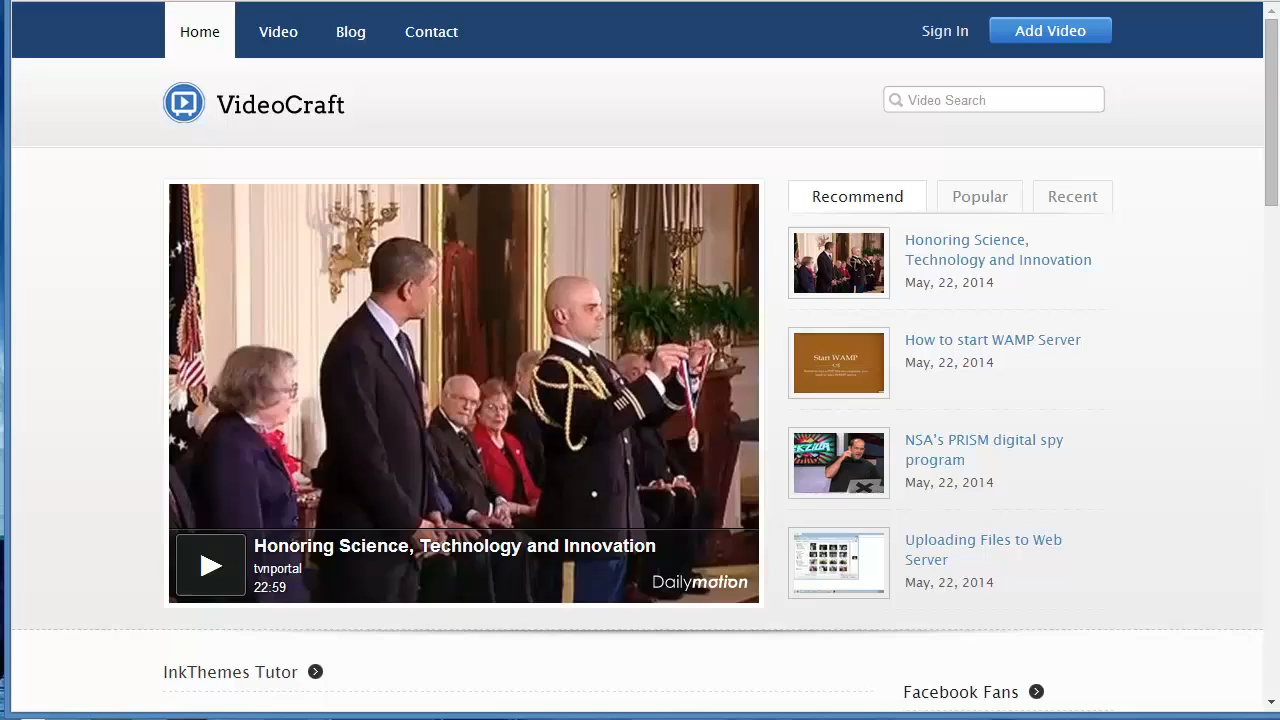 Home Video Blog Contact Sign In Add Video
VideoCraft
Video Search
Recommend Popular Recent
Honoring Science,
Technology and Innovation
May, 22, 2014
Start WAMP
How to start WAMP Server
May, 22, 2014
NSA's PRISM digital spy
program
May, 22, 2014
Uploading Files to Web
Server
May, 22, 2014
Honoring Science, Technology and Innovation
tvnportal
22:59
Dailymotion
InkThemes Tutor
Facebook Fans